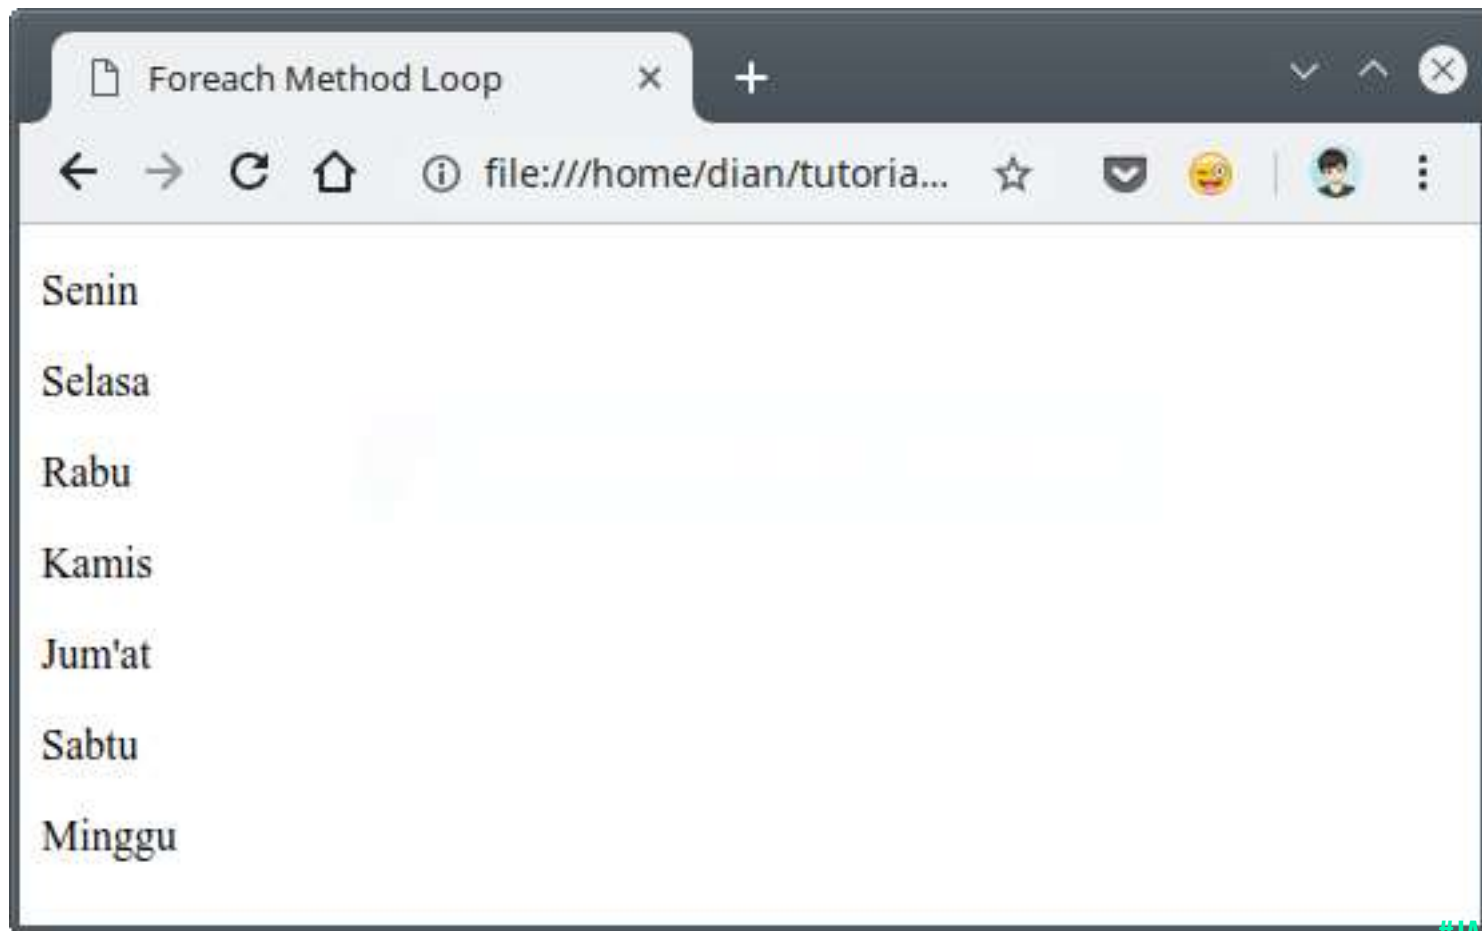 Foreach Method Loop
file:///home/dian/tutoria...
Senin
Selasa
Rabu
Kamis
Jum'at
Sabtu
Minggu